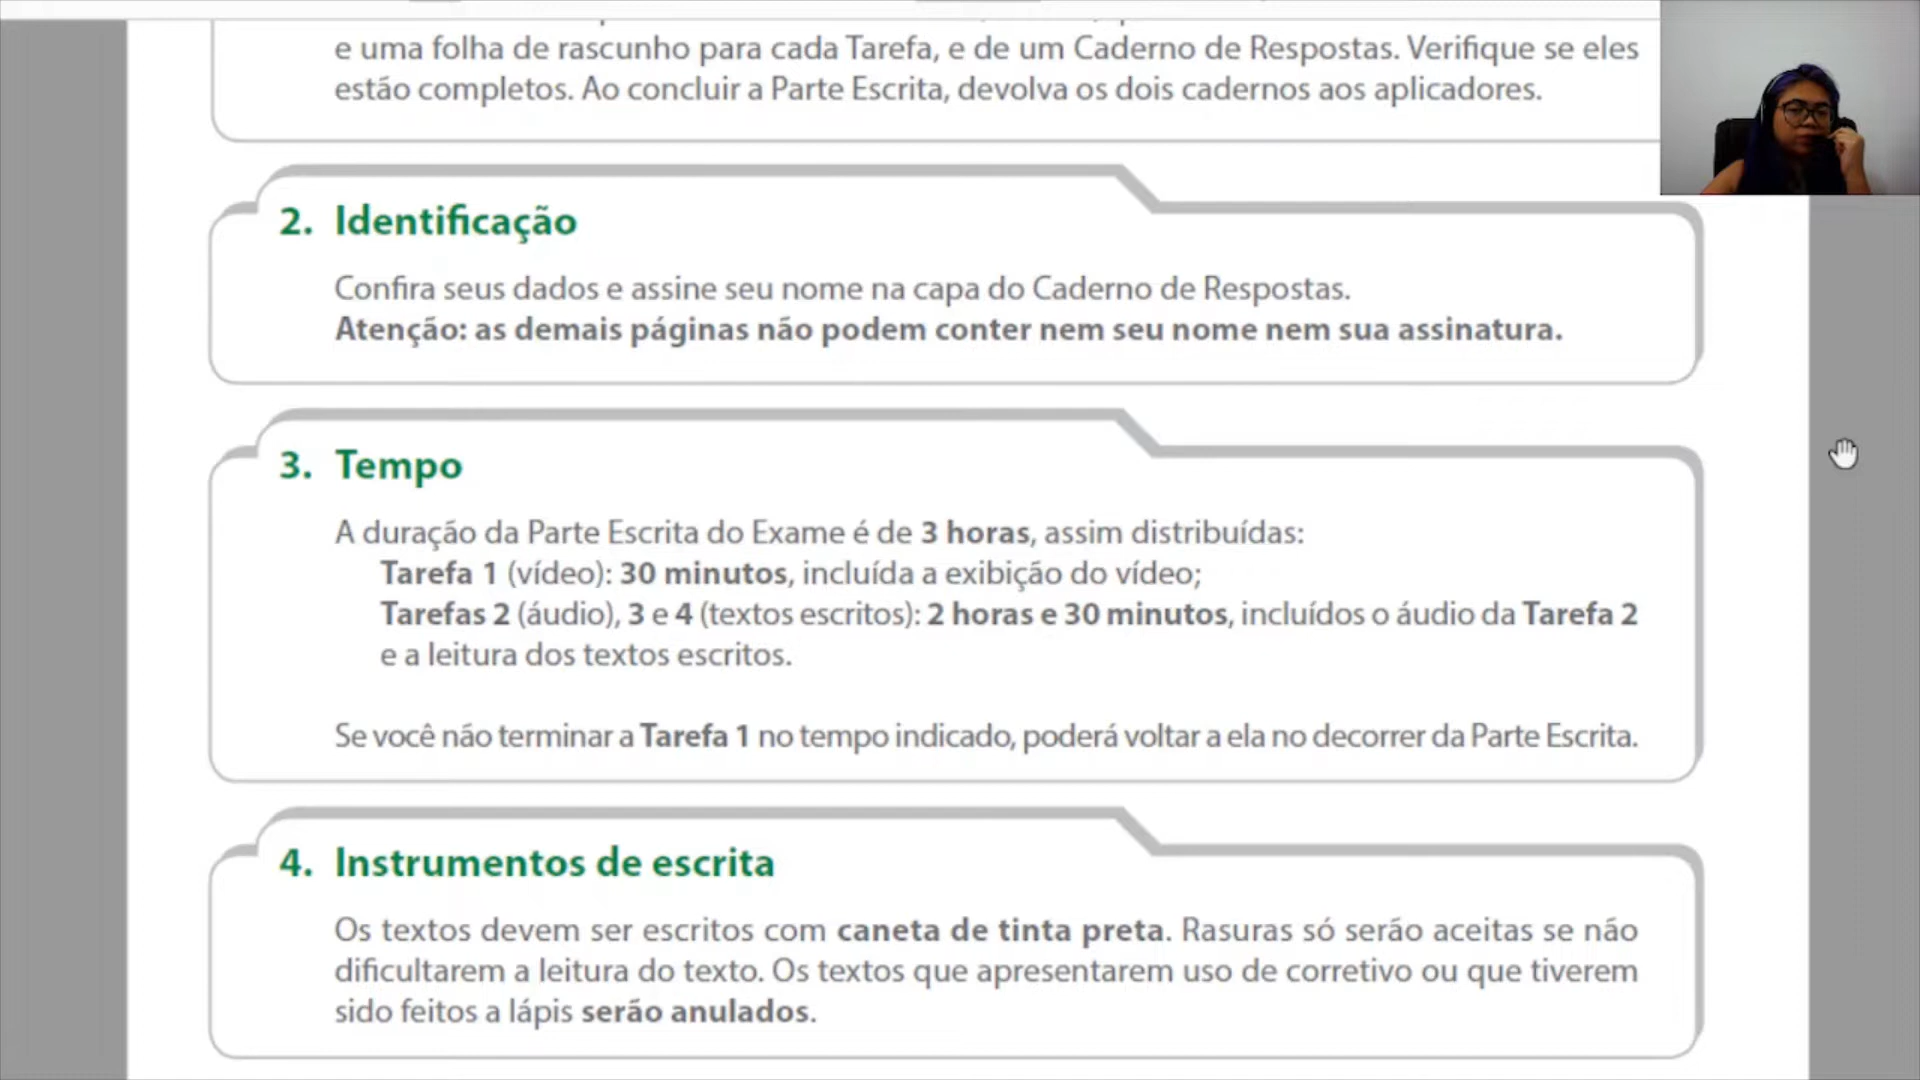 e uma folha de rascunho para cada Tarefa, e de um Caderno de Respostas. Verifique se eles
estão completos. Ao concluir a Parte Escrita, devolva os dois cadernos aos aplicadores.
2. Identificação
Confira seus dados e assine seu nome na capa do Caderno de Respostas.
Atenção: as demais páginas não podem conter nem seu nome nem sua assinatura.
3. Tempo
A duração da Parte Escrita do Exame é de 3 horas, assim distribuídas:
Tarefa 1 (vídeo): 30 minutos, incluída a exibição do vídeo;
Tarefas 2 (áudio), 3 e 4 (textos escritos): 2 horas e 30 minutos, incluídos o áudio da Tarefa 2
e a leitura dos textos escritos.
Se você não terminar a Tarefa 1 no tempo indicado, poderá voltar a ela no decorrer da Parte Escrita.
4. Instrumentos de escrita
Os textos devem ser escritos com caneta de tinta preta. Rasuras só serão aceitas se não
dificultarem a leitura do texto. Os textos que apresentarem uso de corretivo ou que tiverem
sido feitos a lápis serão anulados.